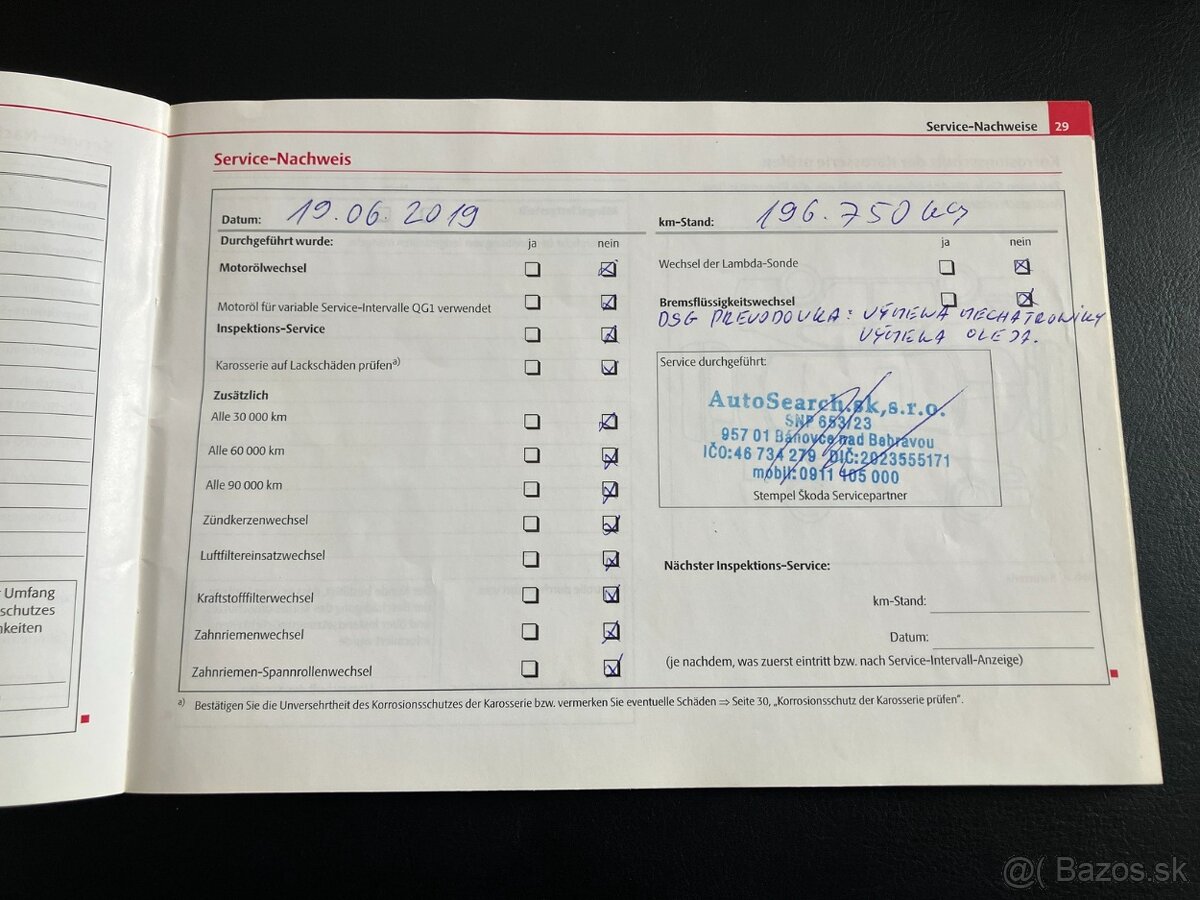 Service-Nachweise 29
Service-Nachweis
Datum: 19.06.2019
km-Stand: 196.750 km
Durchgeführt wurde: ja nein
ja nein
Motorölwechsel
Wechsel der Lambda-Sonde
Motoröl für variable Service-Intervalle QG1 verwendet
Bremsflüssigkeitswechsel
DSG PREVODOVKA: VÝMENA MECHATRONIKY
VÝMENA OLEJA.
Inspektions-Service
Karosserie auf Lackschäden prüfen a)
Service durchgeführt:
Zusätzlich
Alle 30 000 km
Alle 60 000 km
Alle 90 000 km
Zündkerzenwechsel
Luftfiltereinsatzwechsel
Kraftstofffilterwechsel
Zahnriemenwechsel
Zahnriemen-Spannrollenwechsel
AutoSearch.sk,s.r.o.
SNP 653/23
957 01 Bánovce nad Bebravou
IČO:46 734 279 DIČ:2023555171
mobil:0911 405 000
Stempel Škoda Servicepartner
Nächster Inspektions-Service:
km-Stand:
Datum:
(je nachdem, was zuerst eintritt bzw. nach Service-Intervall-Anzeige)
a) Bestätigen Sie die Unversehrtheit des Korrosionsschutzes der Karosserie bzw. vermerken Sie eventuelle Schäden ⇒ Seite 30, „Korrosionsschutz der Karosserie prüfen“.
Umfang
schutzes
keiten
@( Bazos.sk